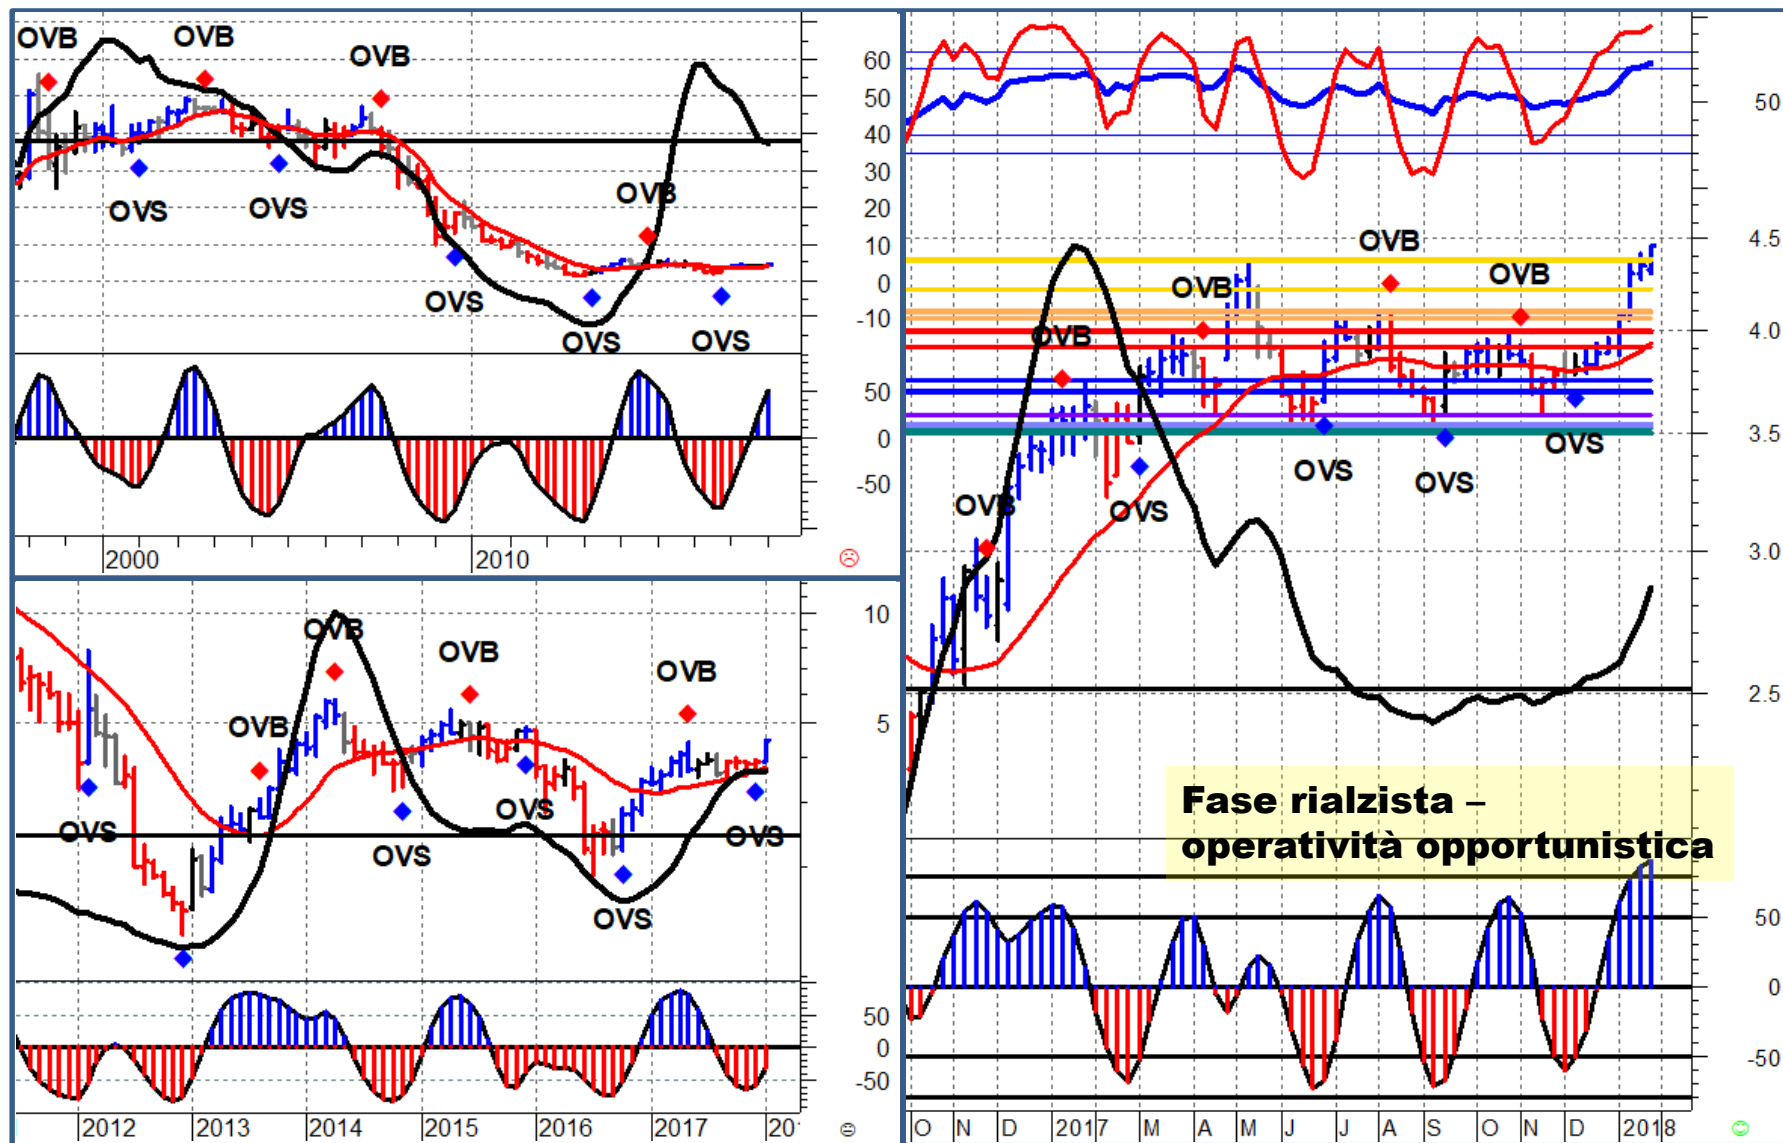 OVB
OVB
OVB
OVB
OVS
OVS
OVS
OVS
OVS
60
50
40
30
20
10
0
-10
50
0
-50
2000
2010
OVB
OVB
OVB
OVB
OVS
OVS
OVS
OVS
OVS
10
5
50
0
-50
2012
2013
2014
2015
2016
2017
201
50
OVB
OVB
OVB
OVB
OVB
OVS
OVS
OVS
OVS
4.5
4.0
3.5
3.0
2.5
Fase rialzista –
operatività opportunistica
50
0
-50
O N D 2017 M A M J J A S O N D 2018